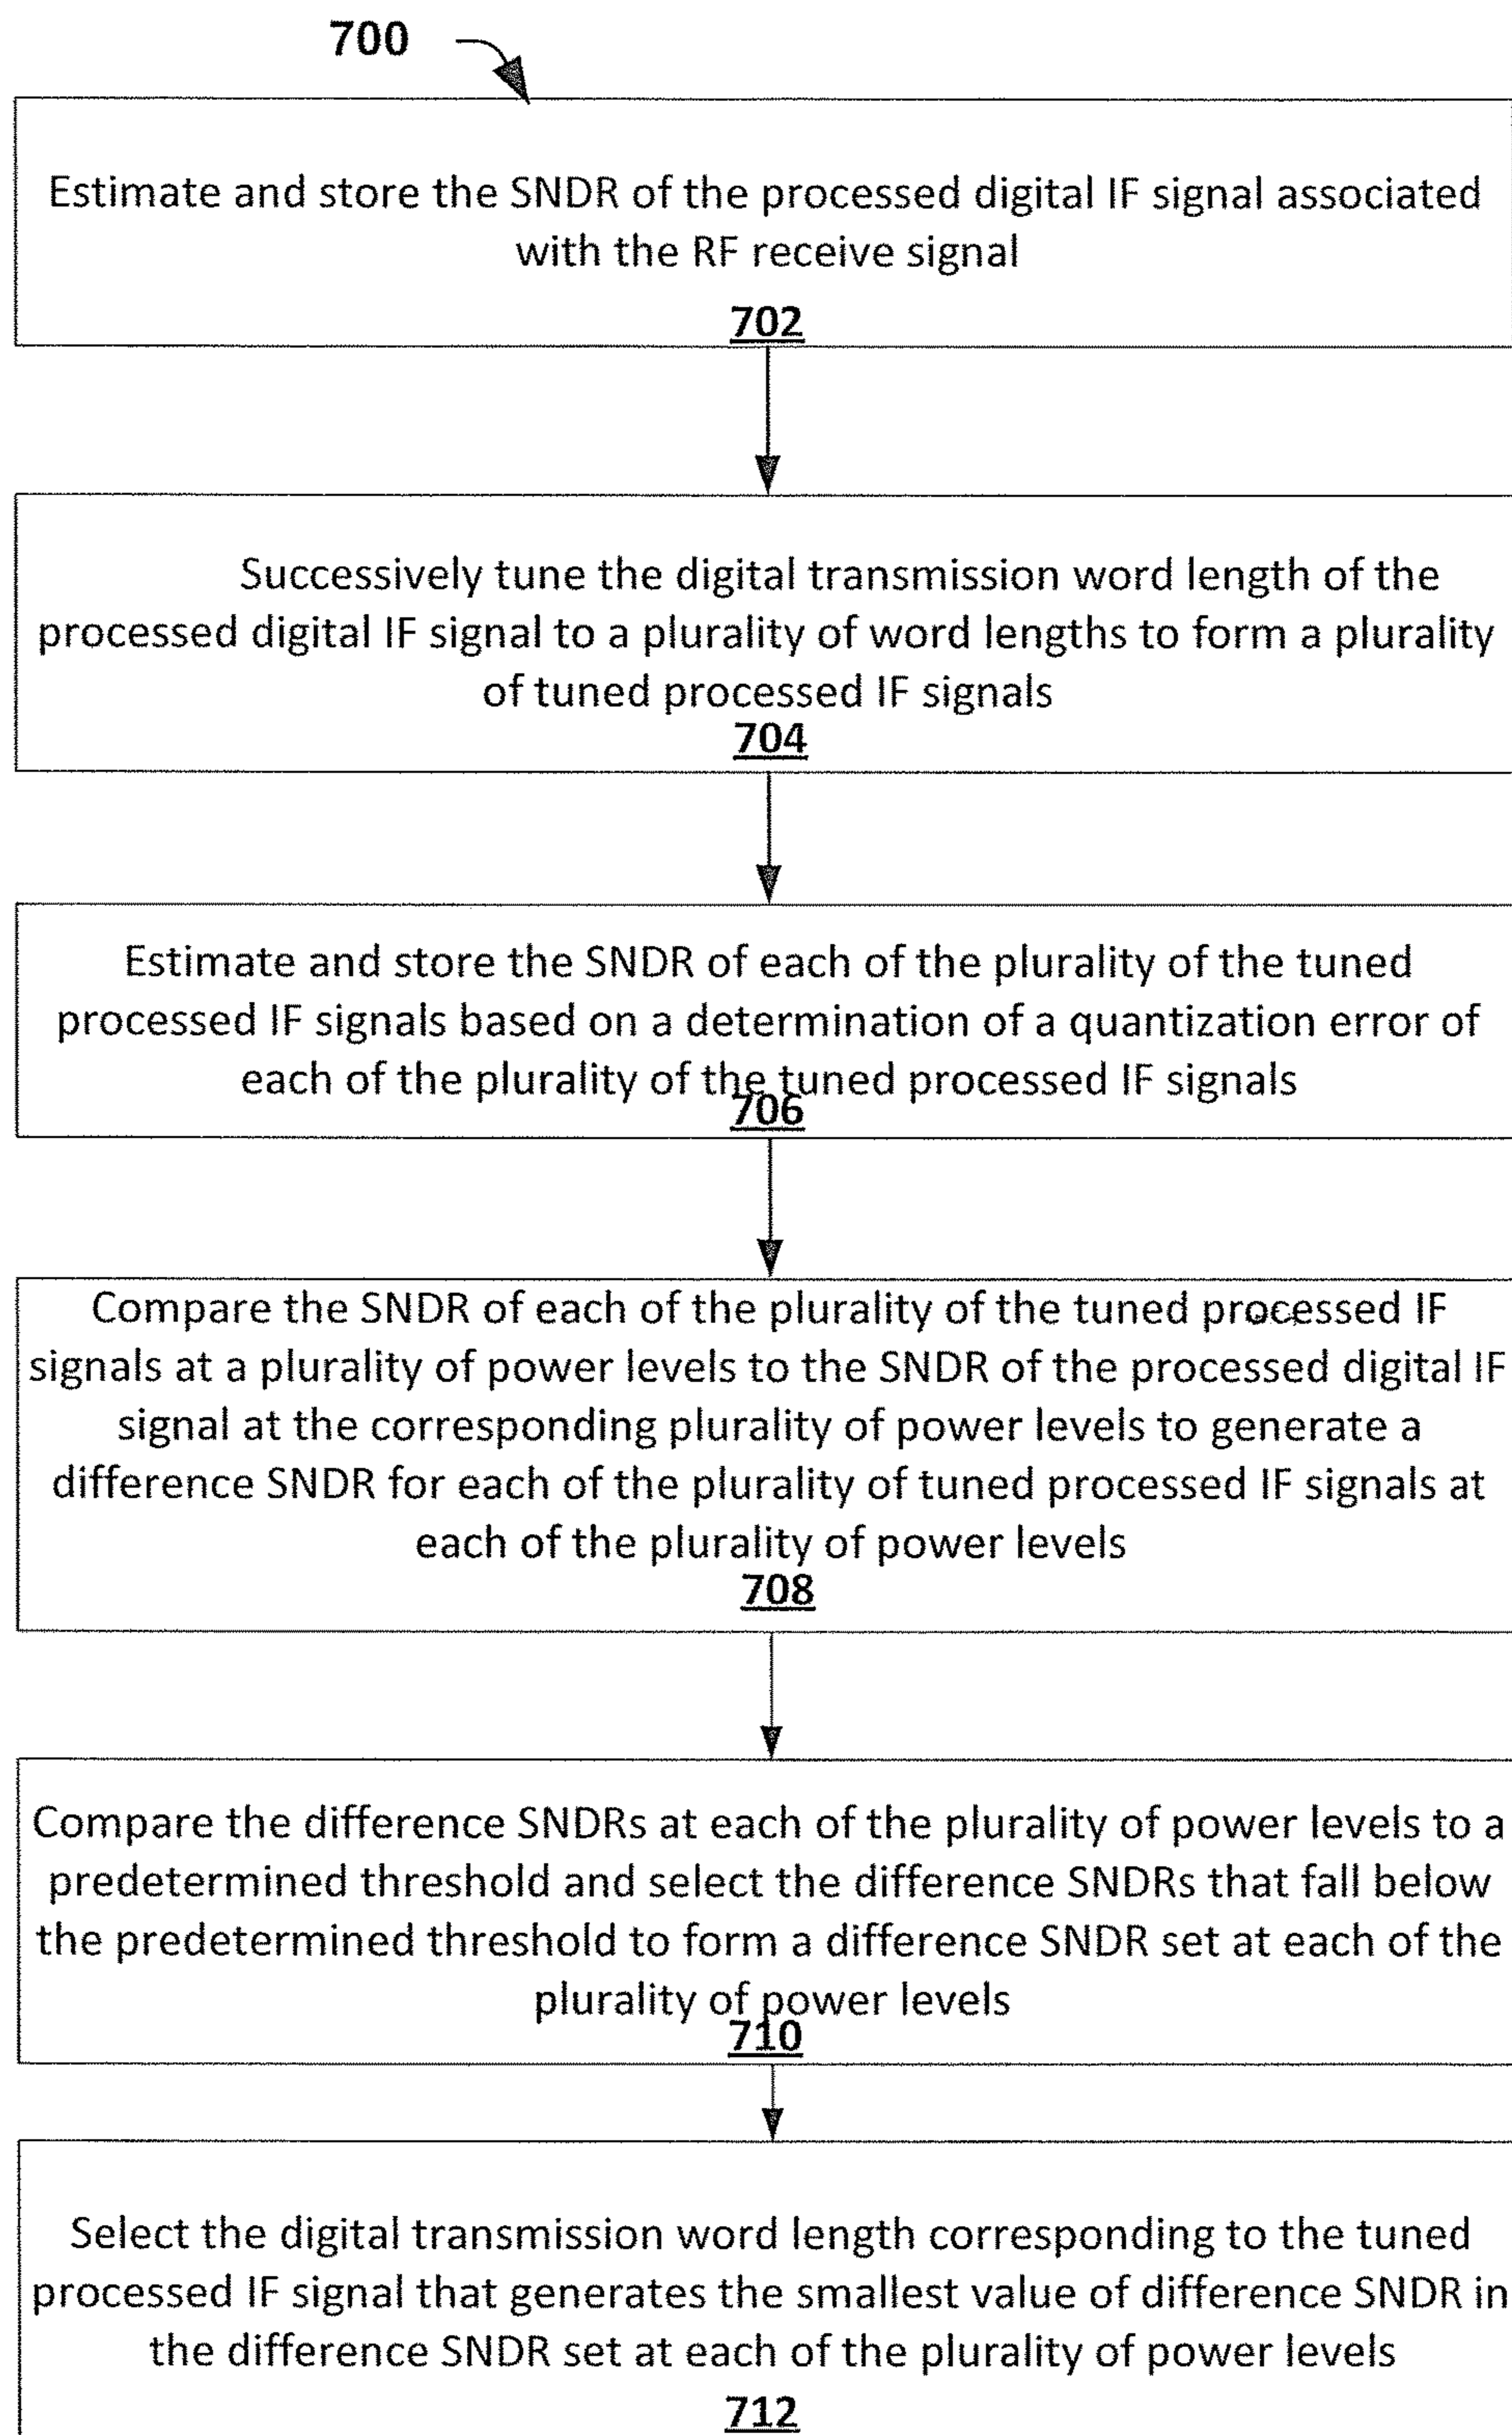 700
Estimate and store the SNDR of the processed digital IF signal associated
with the RF receive signal
702
Successively tune the digital transmission word length of the
processed digital IF signal to a plurality of word lengths to form a plurality
of tuned processed IF signals
704
Estimate and store the SNDR of each of the plurality of the tuned
processed IF signals based on a determination of a quantization error of
each of the plurality of the tuned processed IF signals
706
Compare the SNDR of each of the plurality of the tuned processed IF
signals at a plurality of power levels to the SNDR of the processed digital IF
signal at the corresponding plurality of power levels to generate a
difference SNDR for each of the plurality of tuned processed IF signals at
each of the plurality of power levels
708
Compare the difference SNDRs at each of the plurality of power levels to a
predetermined threshold and select the difference SNDRs that fall below
the predetermined threshold to form a difference SNDR set at each of the
plurality of power levels
710
Select the digital transmission word length corresponding to the tuned
processed IF signal that generates the smallest value of difference SNDR in
the difference SNDR set at each of the plurality of power levels
712